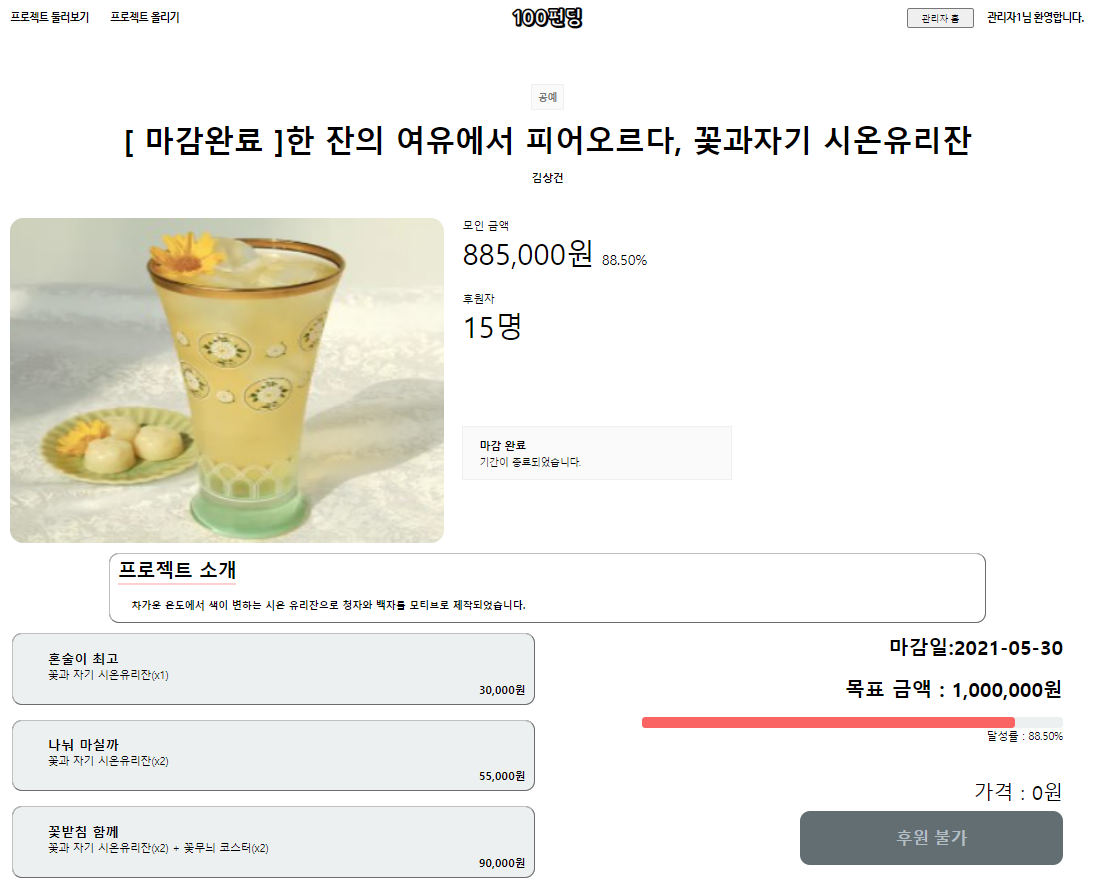 프로젝트 둘러보기 프로젝트 올리기 100펀딩 관리자 홈 관리자1님 환영합니다.
공예
[ 마감완료 ]한 잔의 여유에서 피어오르다, 꽃과자기 시온유리잔
김상건
모인 금액
885,000원 88.50%
후원자
15명
마감 완료
기간이 종료되었습니다.
프로젝트 소개
차가운 온도에서 색이 변하는 시온 유리잔으로 청자와 백자를 모티브로 제작되었습니다.
혼술이 최고
꽃과 자기 시온유리잔(x1)
30,000원
나눠 마실까
꽃과 자기 시온유리잔(x2)
55,000원
꽃받침 함께
꽃과 자기 시온유리잔(x2) + 꽃무늬 코스터(x2)
90,000원
마감일:2021-05-30
목표 금액 : 1,000,000원
달성률 : 88.50%
가격 : 0원
후원 불가